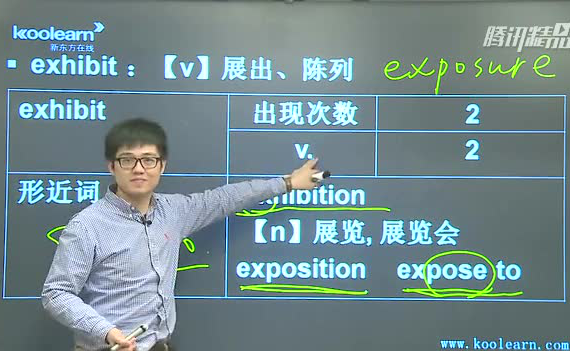 koolearn
新东方在线
腾讯精品
▪ exhibit：【v】展出、陈列 exposure
exhibit 出现次数 2
v. 2
形近词 exhibition
【n】展览, 展览会
exposition expose to
www.koolearn.com